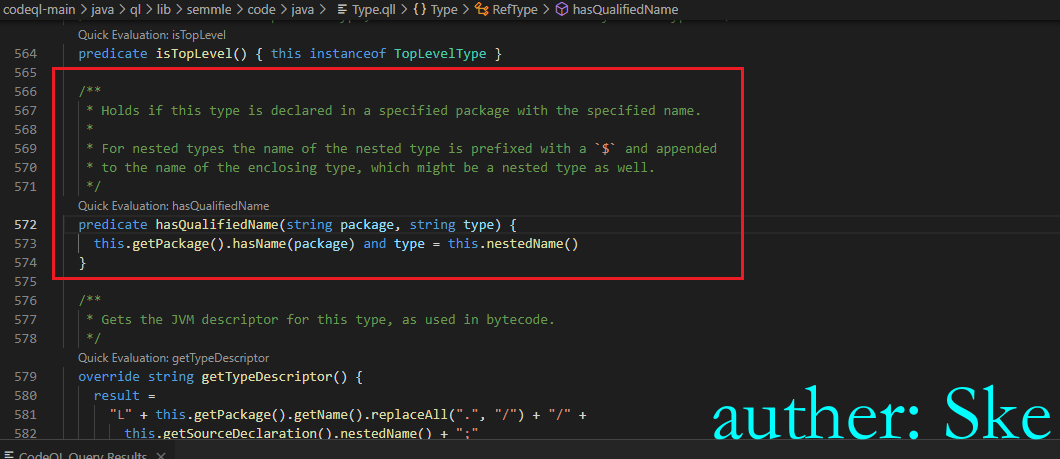 codeql-main > java > ql > lib > semmle > code > java > Type.qll > {} Type > RefType > hasQualifiedName
Quick Evaluation: isTopLevel
564 predicate isTopLevel() { this instanceof TopLevelType }
565
566 /**
567 * Holds if this type is declared in a specified package with the specified name.
568 *
569 * For nested types the name of the nested type is prefixed with a `$` and appended
570 * to the name of the enclosing type, which might be a nested type as well.
571 */
Quick Evaluation: hasQualifiedName
572 predicate hasQualifiedName(string package, string type) {
573 this.getPackage().hasName(package) and type = this.nestedName()
574 }
575
576 /**
577 * Gets the JVM descriptor for this type, as used in bytecode.
578 */
Quick Evaluation: getTypeDescriptor
579 override string getTypeDescriptor() {
580 result =
581 "L" + this.getPackage().getName().replaceAll(".", "/") + "/" +
582 this.getSourceDeclaration().nestedName() + ";"
auther: Ske
CodeQL Query Results